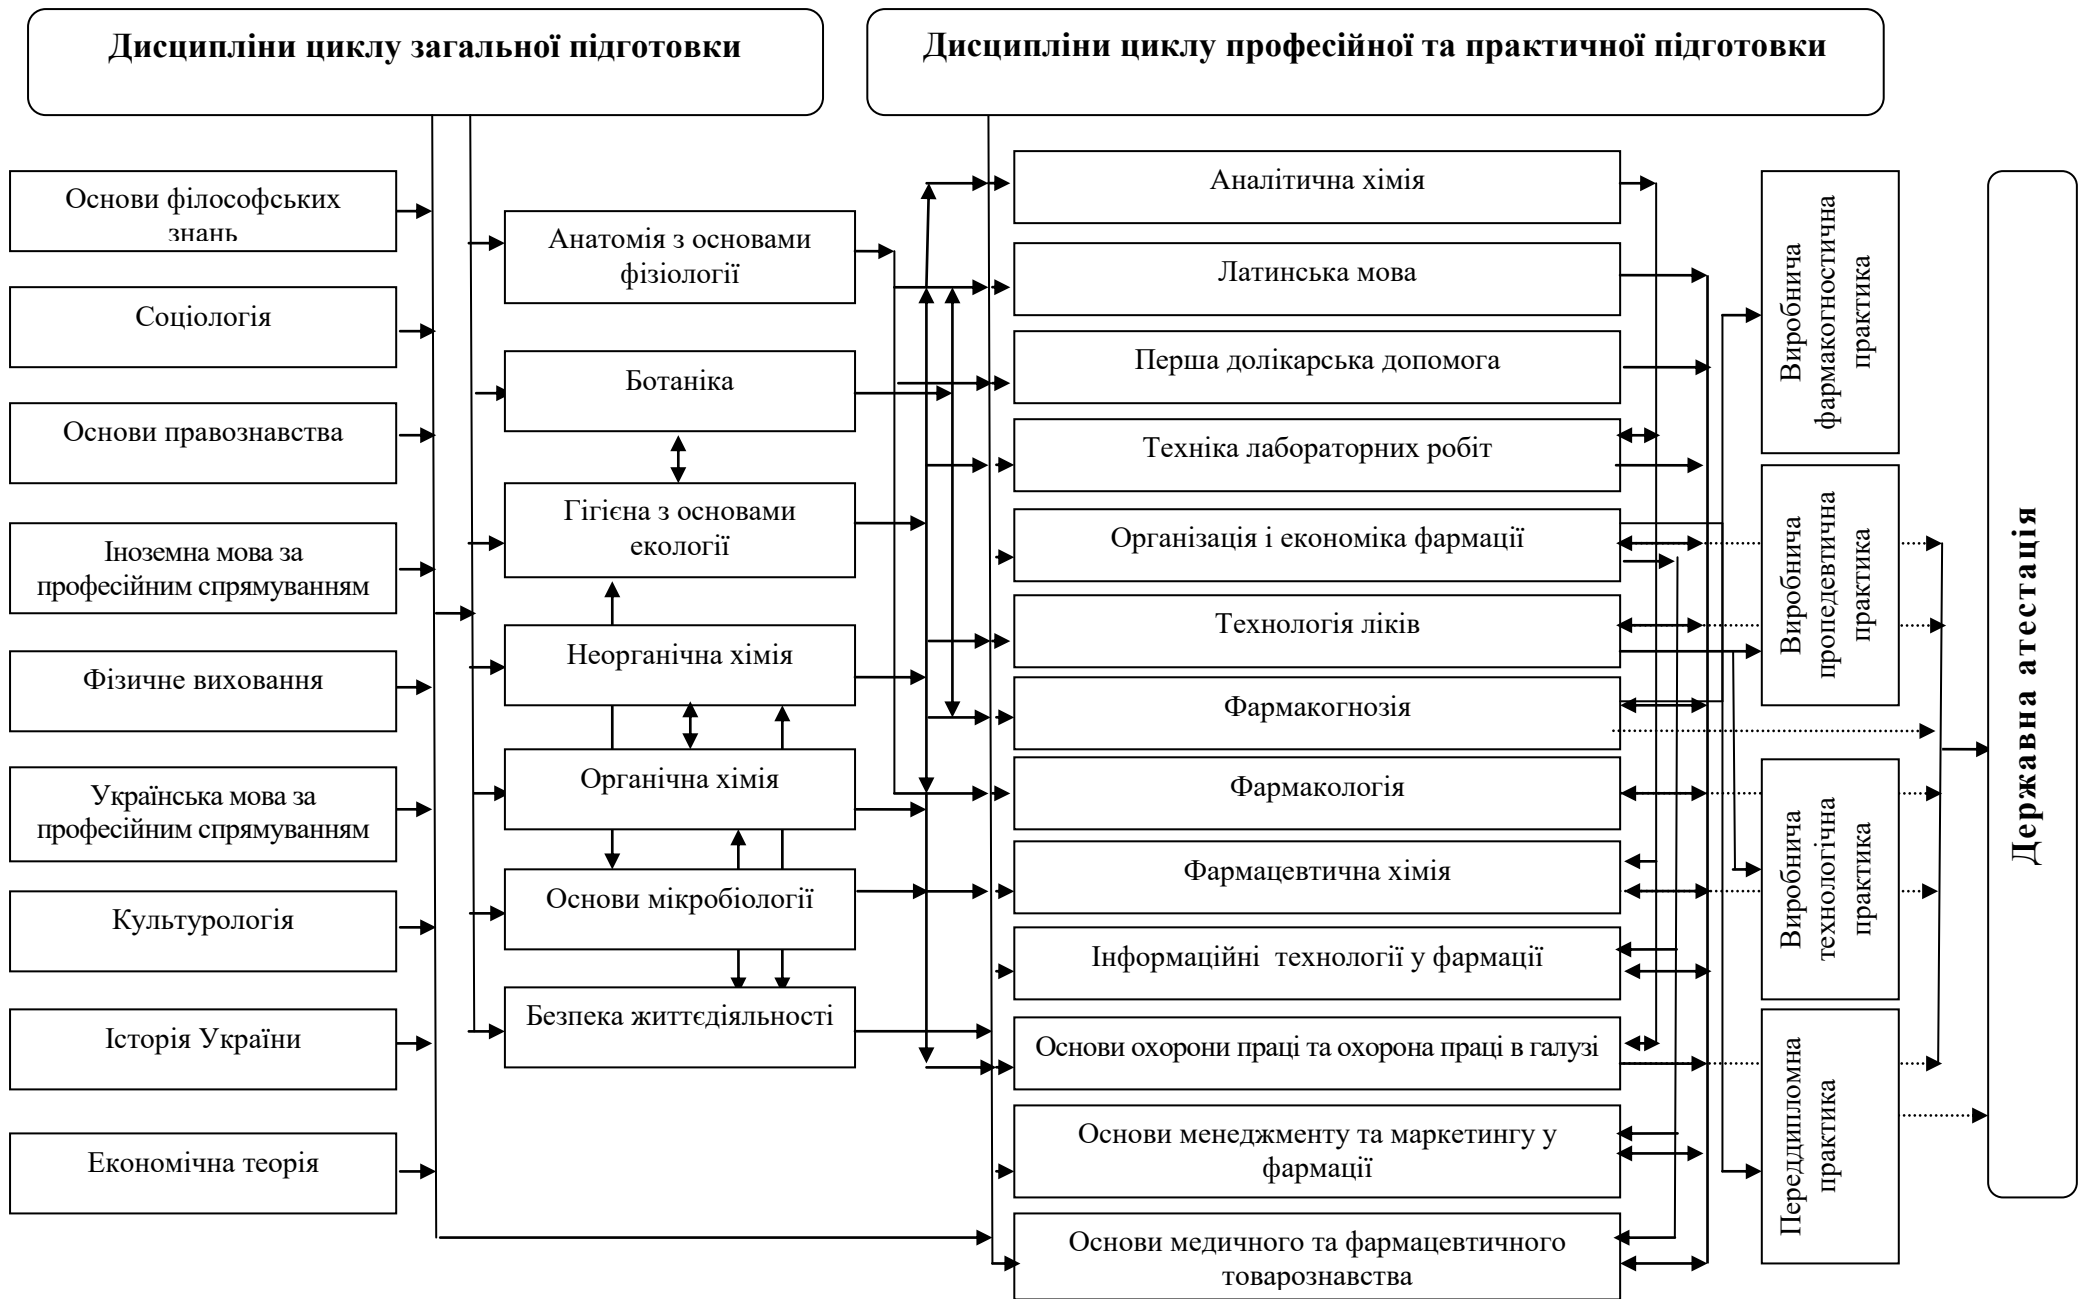 Дисципліни циклу загальної підготовки
Дисципліни циклу професійної та практичної підготовки
Основи філософських
знань
Соціологія
Основи правознавства
Іноземна мова за
професійним спрямуванням
Фізичне виховання
Українська мова за
професійним спрямуванням
Культурологія
Історія України
Економічна теорія
Анатомія з основами
фізіології
Ботаніка
Гігієна з основами
екології
Неорганічна хімія
Органічна хімія
Основи мікробіології
Безпека життєдіяльності
Аналітична хімія
Латинська мова
Перша долікарська допомога
Техніка лабораторних робіт
Організація і економіка фармації
Технологія ліків
Фармакогнозія
Фармакологія
Фармацевтична хімія
Інформаційні технології у фармації
Основи охорони праці та охорона праці в галузі
Основи менеджменту та маркетингу у
фармації
Основи медичного та фармацевтичного
товарознавства
Виробнича
фармакогностична
практика
Виробнича
пропедевтична
практика
Виробнича
технологічна
практика
Переддипломна
практика
Державна атестація